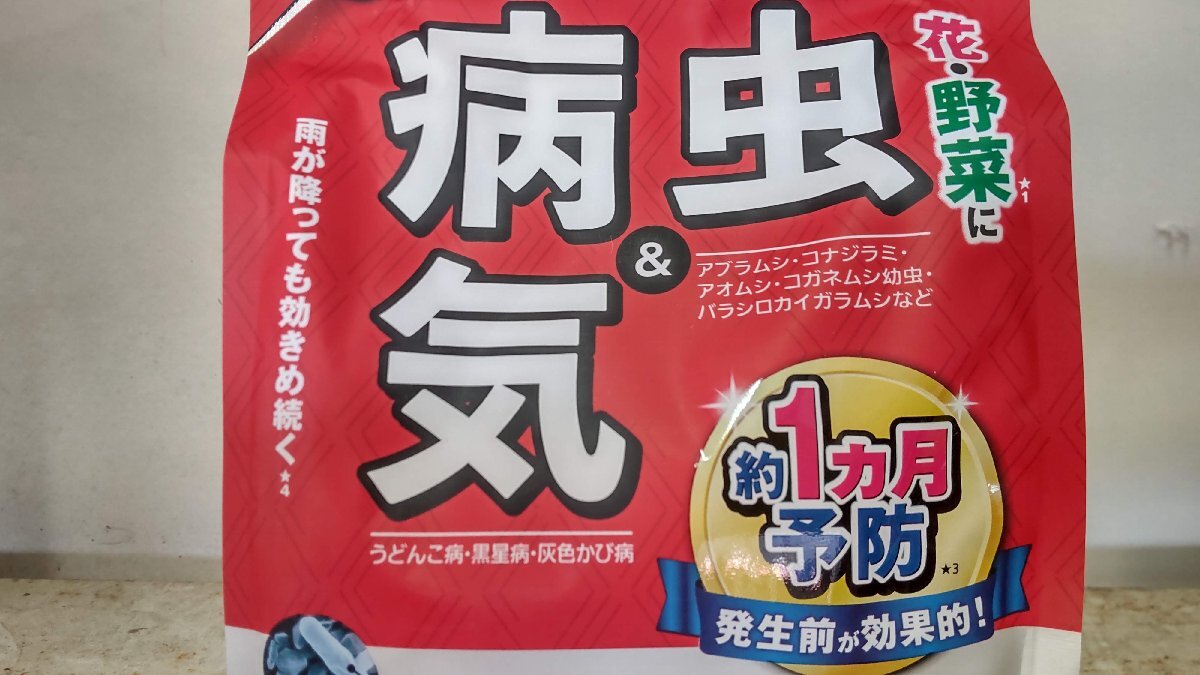 花・野菜に
★1
虫
&
病気
アブラムシ・コナジラミ・
アオムシ・コガネムシ幼虫・
バラシロカイガラムシなど
うどんこ病・黒星病・灰色かび病
雨が降っても効きめ続く
★4
約1ヵ月
予防
★3
発生前が効果的!